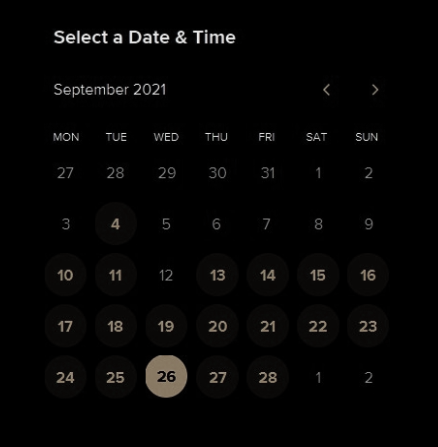 Select a Date & Time
September 2021
MON TUE WED THU FRI SAT SUN
27 28 29 30 31 1 2
3 4 5 6 7 8 9
10 11 12 13 14 15 16
17 18 19 20 21 22 23
24 25 26 27 28 1 2